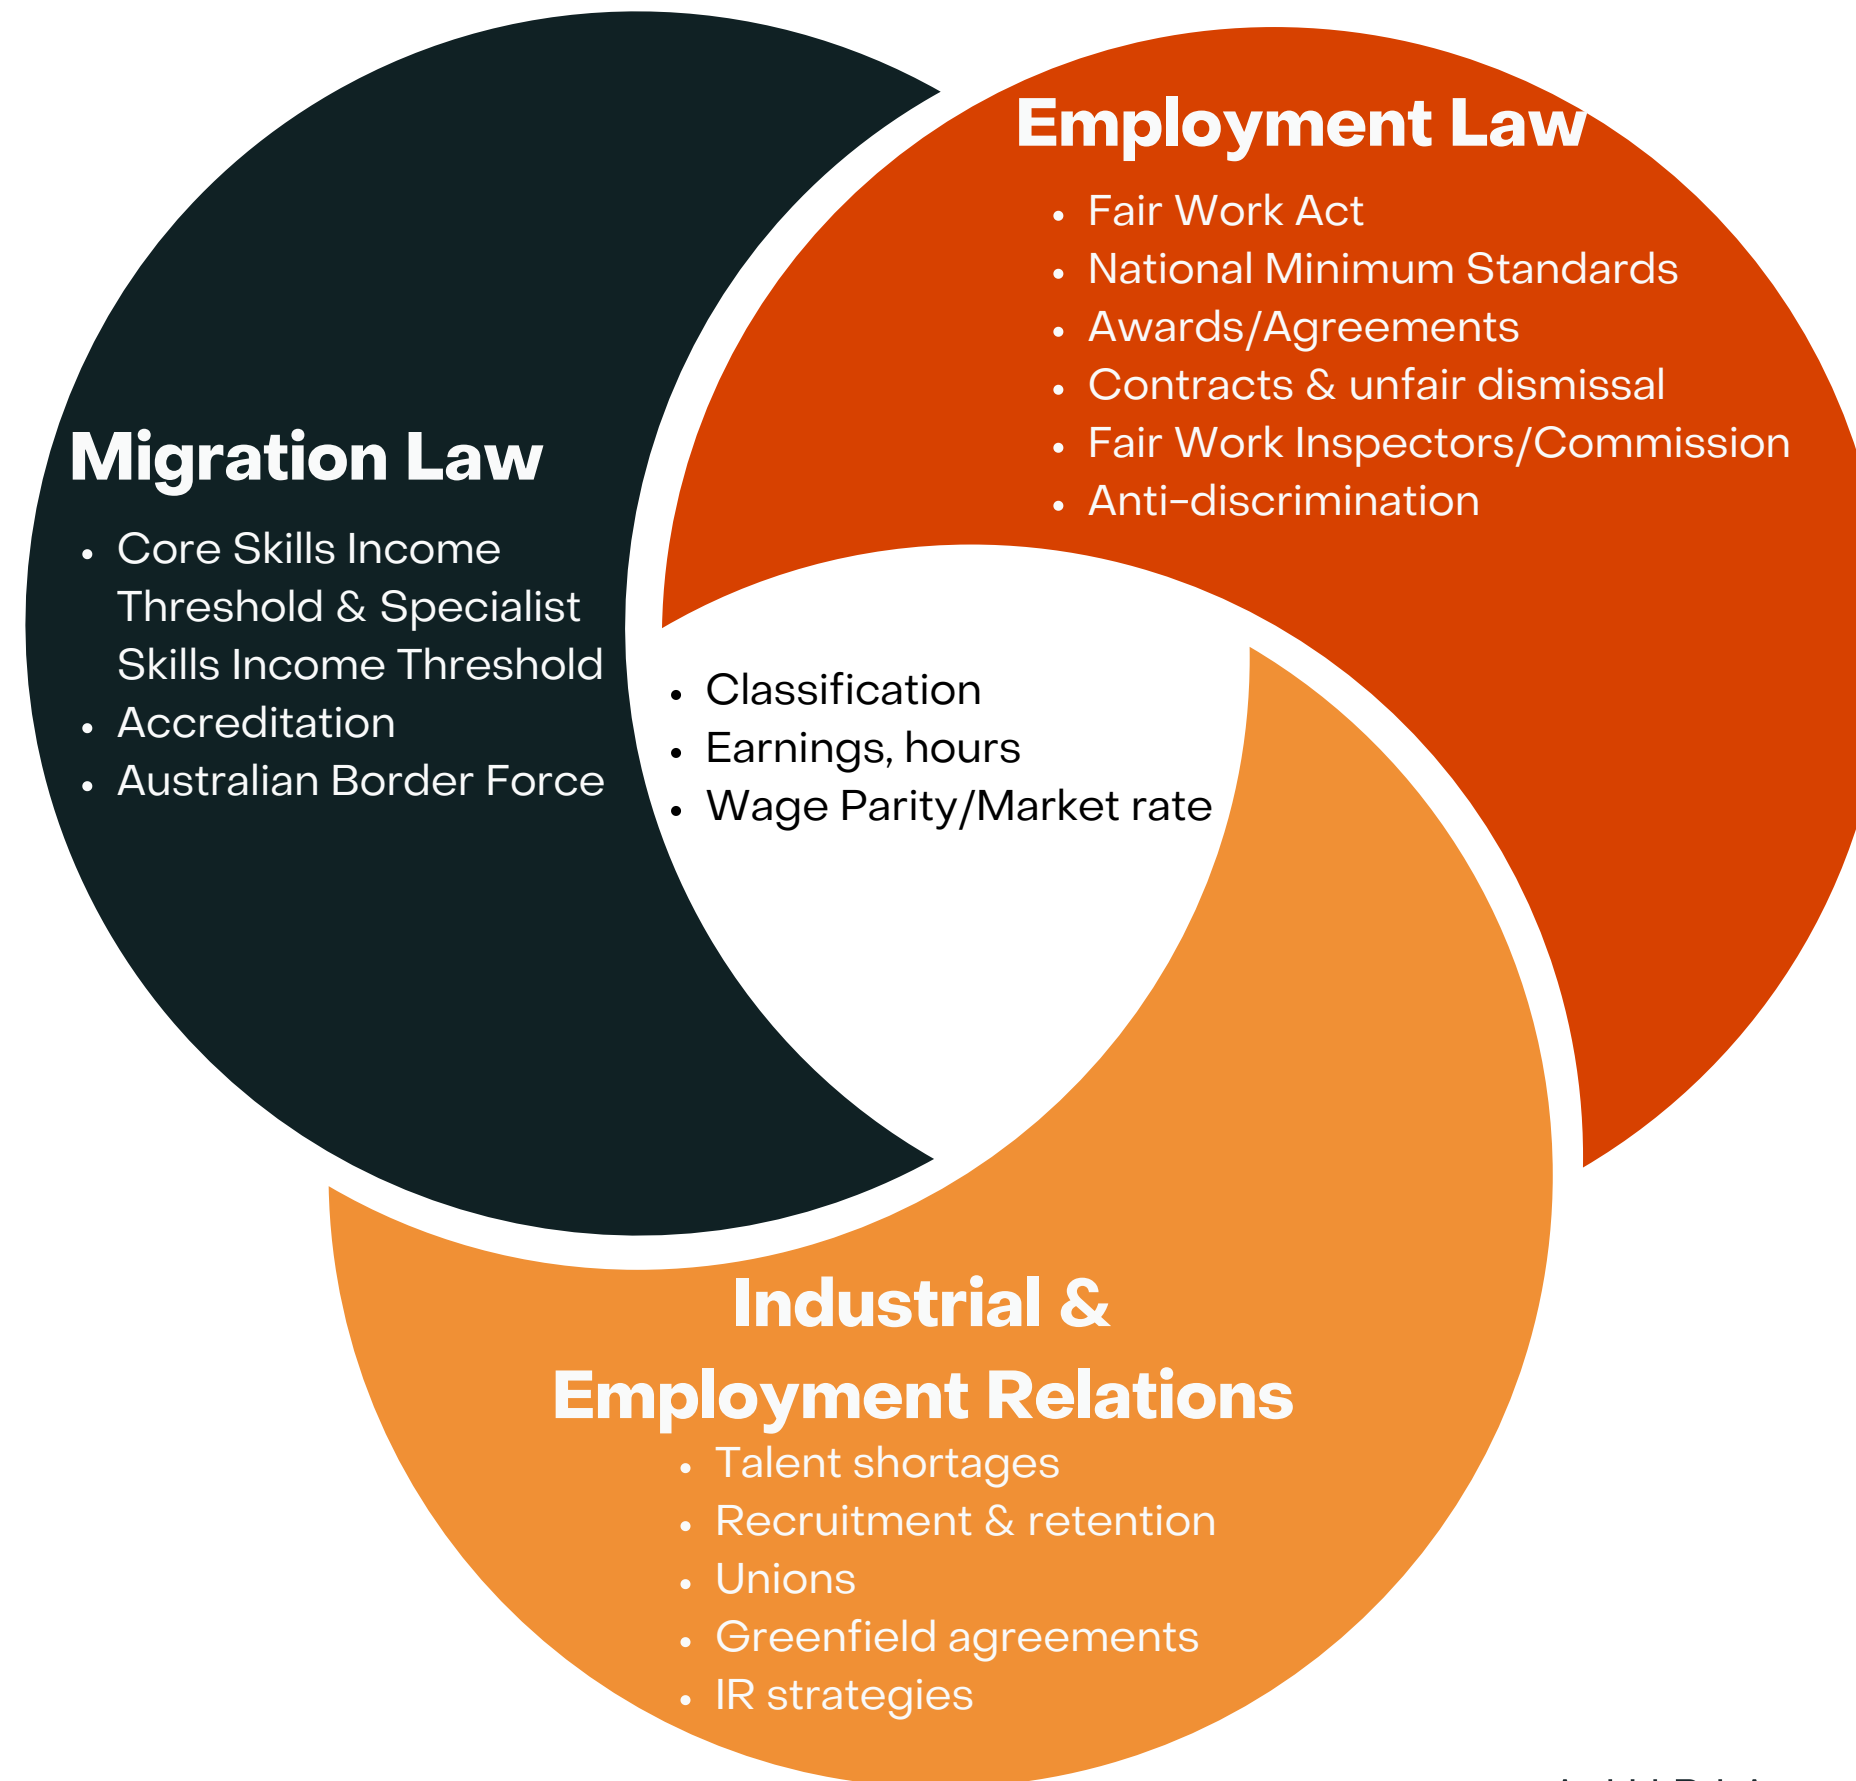 Employment Law
• Fair Work Act
• National Minimum Standards
• Awards/Agreements
• Contracts & unfair dismissal
• Fair Work Inspectors/Commission
• Anti-discrimination
Migration Law
• Core Skills Income
Threshold & Specialist
Skills Income Threshold
• Accreditation
• Australian Border Force
• Classification
• Earnings, hours
• Wage Parity/Market rate
Industrial &
Employment Relations
• Talent shortages
• Recruitment & retention
• Unions
• Greenfield agreements
• IR strategies